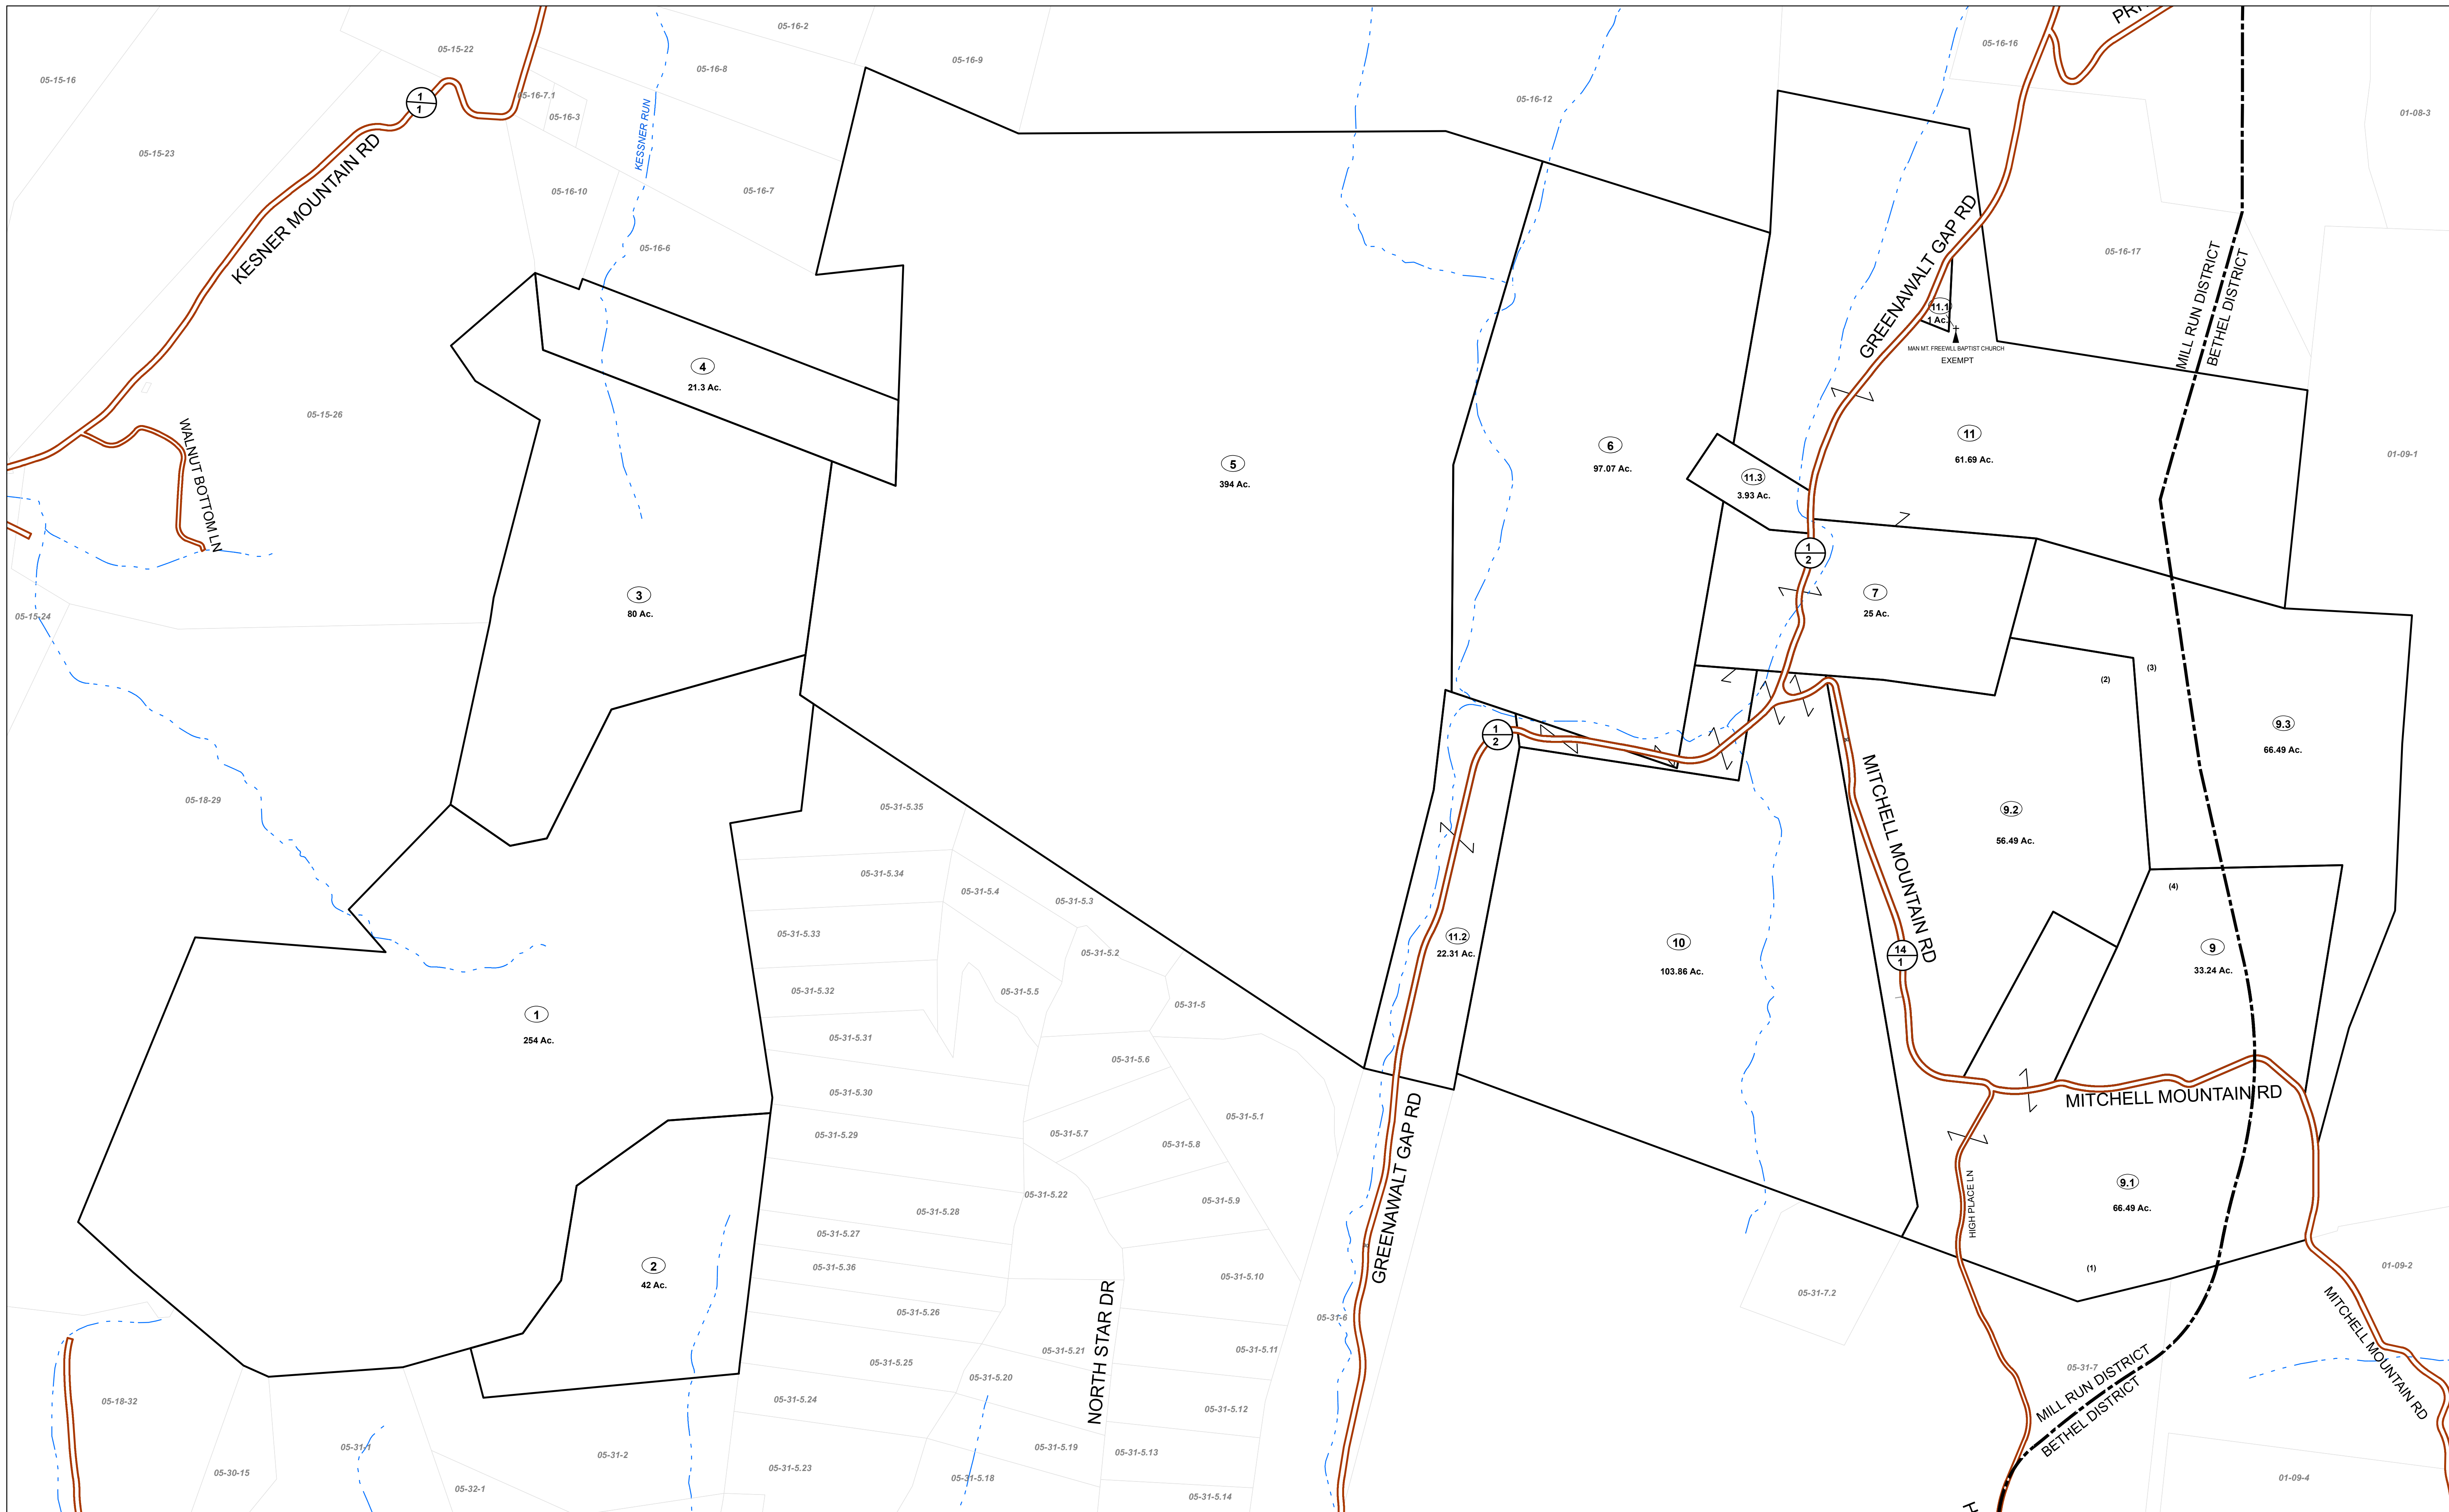 05-16-2
05-15-22
05-16-16
05-16-9
05-16-8
05-15-16
05-16-7.1
05-16-12
1
1
KESSNER RUN
01-08-3
05-16-3
05-15-23
KESNER MOUNTAIN RD
05-16-10
05-16-7
05-16-6
GREENAWALT GAP RD
MILL RUN DISTRICT
BETHEL DISTRICT
05-16-17
11.1
1 Ac.
MAN MT. FREEWILL BAPTIST CHURCH
EXEMPT
4
21.3 Ac.
05-15-26
WALNUT BOTTOM LN
5
394 Ac.
6
97.07 Ac.
11
61.69 Ac.
01-09-1
11.3
3.93 Ac.
1
2
3
80 Ac.
7
25 Ac.
05-15-24
(2)
(3)
1
2
9.3
66.49 Ac.
05-18-29
05-31-5.35
MITCHELL MOUNTAIN RD
9.2
56.49 Ac.
05-31-5.34
05-31-5.4
05-31-5.3
(4)
05-31-5.33
05-31-5.2
11.2
22.31 Ac.
10
103.86 Ac.
14
1
9
33.24 Ac.
05-31-5.32
05-31-5.5
05-31-5
1
254 Ac.
05-31-5.31
05-31-5.6
05-31-5.30
MITCHELL MOUNTAIN RD
05-31-5.1
05-31-5.29
05-31-5.7
05-31-5.8
GREENAWALT GAP RD
HIGH PLACE LN
05-31-5.22
05-31-5.9
9.1
66.49 Ac.
05-31-5.28
05-31-5.27
2
42 Ac.
05-31-5.36
05-31-5.10
(1)
01-09-2
05-31-7.2
05-31-5.26
05-31-6
NORTH STAR DR
MITCHELL MOUNTAIN RD
05-31-5.21
05-31-5.11
05-31-5.25
05-31-7
05-31-5.20
MILL RUN DISTRICT
BETHEL DISTRICT
05-18-32
05-31-5.24
05-31-5.12
05-31-1
05-31-2
05-31-5.19
05-31-5.13
05-30-15
05-31-5.23
05-31-5.18
01-09-4
05-32-1
05-31-5.14